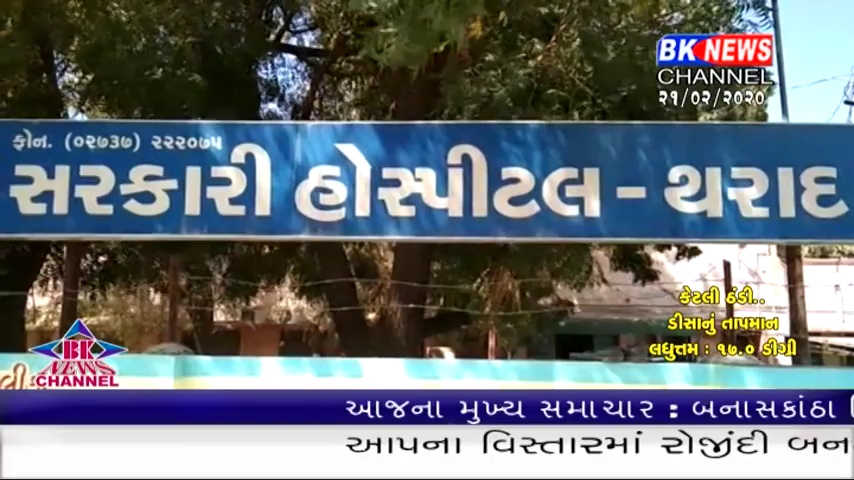 BK NEWS
CHANNEL
૨૧/૦૨/૨૦૨૦
ફોન. (૦૨૭૩૭) ૨૨૨૦૭૫
સરકારી હોસ્પીટલ - થરાદ
કેટલી ઠંડી..
ડીસાનું તાપમાન
લઘુત્તમ : ૧૭.૦ ડીગ્રી
BK
NEWS
CHANNEL
આજના મુખ્ય સમાચાર : બનાસકાંઠા
આપના વિસ્તારમાં રોજીંદી બન